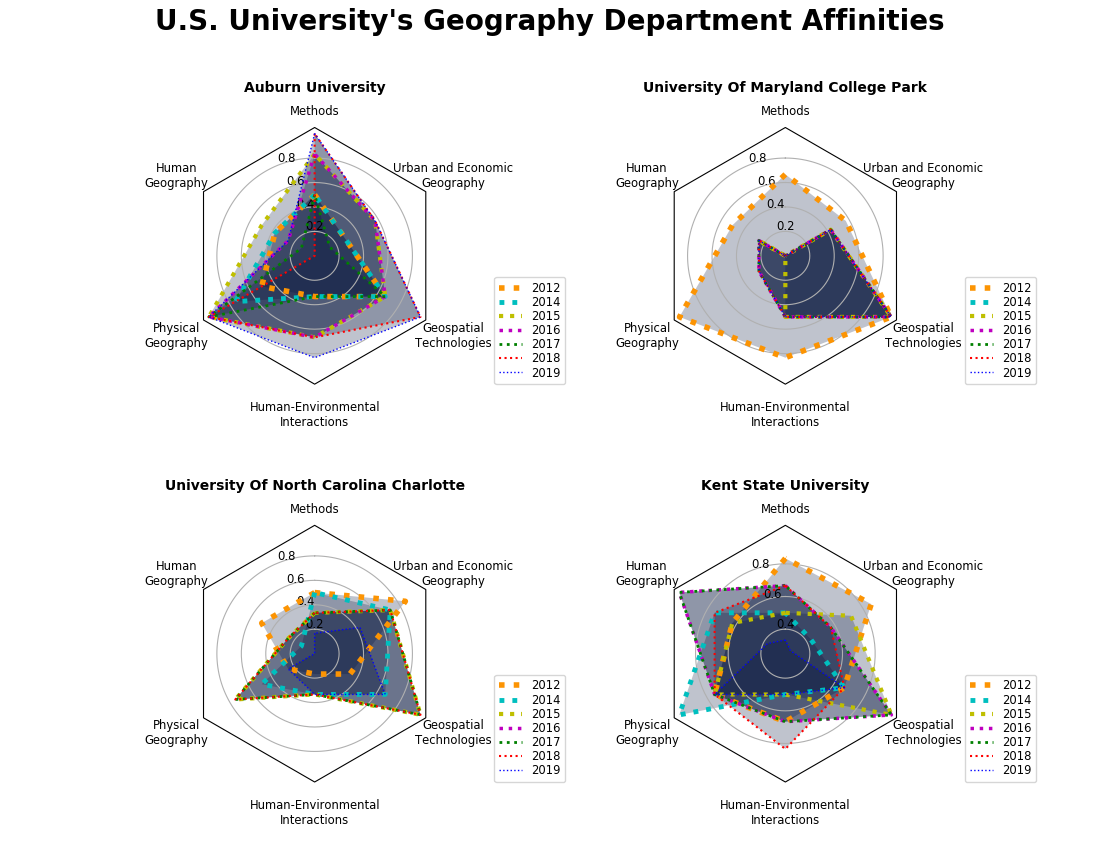 U.S. University's Geography Department Affinities
Auburn University
Methods
Human
Geography
Urban and Economic
Geography
0.8
0.6
0.2
Physical
Geography
Geospatial
Technologies
Human-Environmental
Interactions
2012
2014
2015
2016
2017
2018
2019
University Of Maryland College Park
Methods
Human
Geography
Urban and Economic
Geography
0.8
0.6
0.4
0.2
Physical
Geography
Geospatial
Technologies
Human-Environmental
Interactions
2012
2014
2015
2016
2017
2018
2019
University Of North Carolina Charlotte
Methods
Human
Geography
Urban and Economic
Geography
0.8
0.6
0.4
0.2
Physical
Geography
Geospatial
Technologies
Human-Environmental
Interactions
2012
2014
2015
2016
2017
2018
2019
Kent State University
Methods
Human
Geography
Urban and Economic
Geography
0.8
0.6
0.4
Physical
Geography
Geospatial
Technologies
Human-Environmental
Interactions
2012
2014
2015
2016
2017
2018
2019